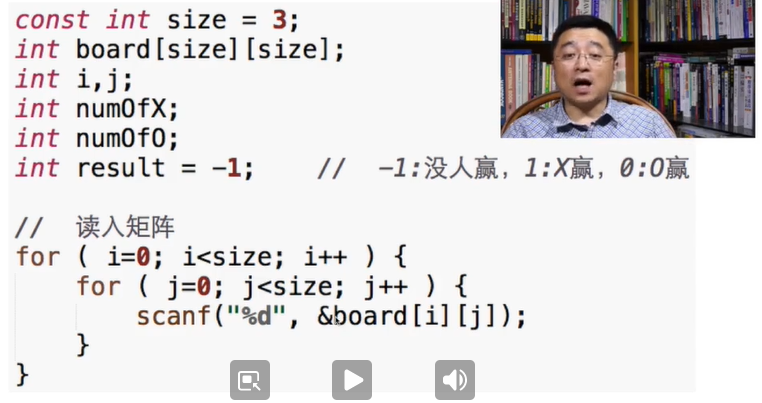 const int size = 3;
int board[size][size];
int i,j;
int numOfX;
int numOfO;
int result = -1;    //  -1:没人赢，1:X赢，0:O赢
//  读入矩阵
for ( i=0; i<size; i++ ) {
    for ( j=0; j<size; j++ ) {
        scanf("%d", &board[i][j]);
    }
}